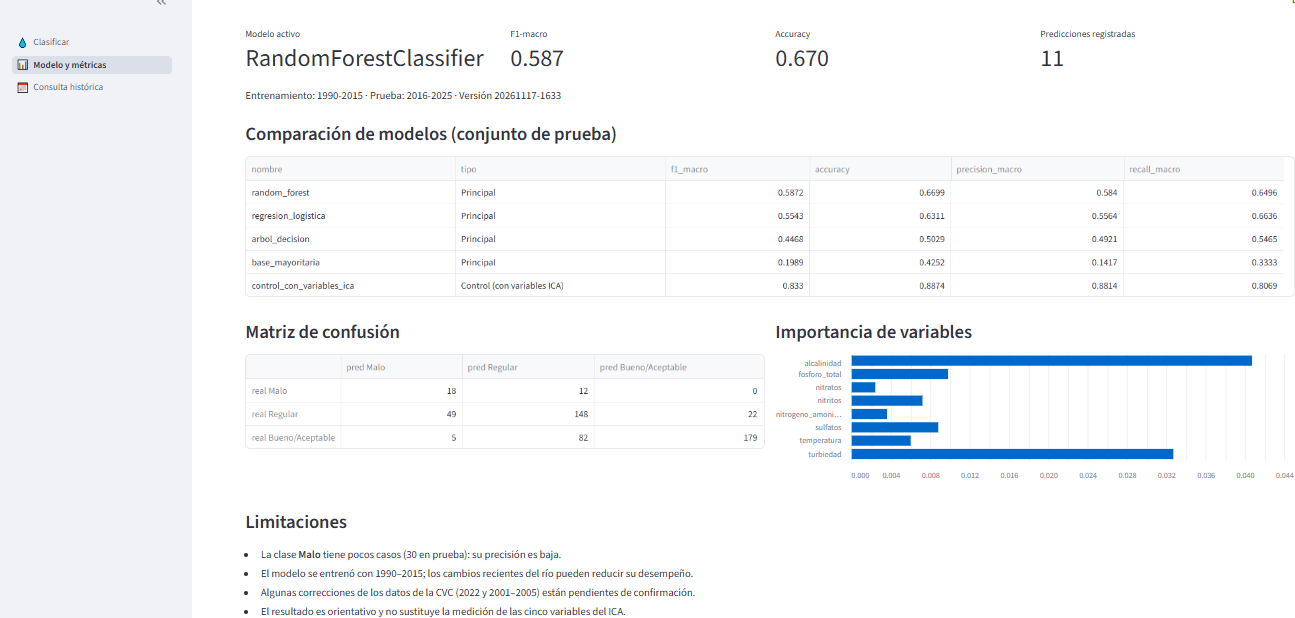 Clasificar
Modelo y métricas
Consulta histórica
Modelo activo F1-macro Accuracy Predicciones registradas
RandomForestClassifier 0.587 0.670 11
Entrenamiento: 1990-2015 · Prueba: 2016-2025 · Versión 20261117-1633
Comparación de modelos (conjunto de prueba)
nombre tipo f1_macro accuracy precision_macro recall_macro
random_forest Principal 0.5872 0.6699 0.584 0.6496
regresion_logistica Principal 0.5543 0.6311 0.5564 0.6636
arbol_decision Principal 0.4468 0.5029 0.4921 0.5465
base_mayoritaria Principal 0.1989 0.4252 0.1417 0.3333
control_con_variables_ica Control (con variables ICA) 0.833 0.8874 0.8814 0.8069
Matriz de confusión
pred Malo pred Regular pred Bueno/Aceptable
real Malo 18 12 0
real Regular 49 148 22
real Bueno/Aceptable 5 82 179
Importancia de variables
alcalinidad
fosforo_total
nitratos
nitritos
nitrogeno_amoni...
sulfatos
temperatura
turbiedad
0.000 0.004 0.008 0.012 0.016 0.020 0.024 0.028 0.032 0.036 0.040 0.044
Limitaciones
La clase Malo tiene pocos casos (30 en prueba): su precisión es baja.
El modelo se entrenó con 1990–2015; los cambios recientes del río pueden reducir su desempeño.
Algunas correcciones de los datos de la CVC (2022 y 2001–2005) están pendientes de confirmación.
El resultado es orientativo y no sustituye la medición de las cinco variables del ICA.